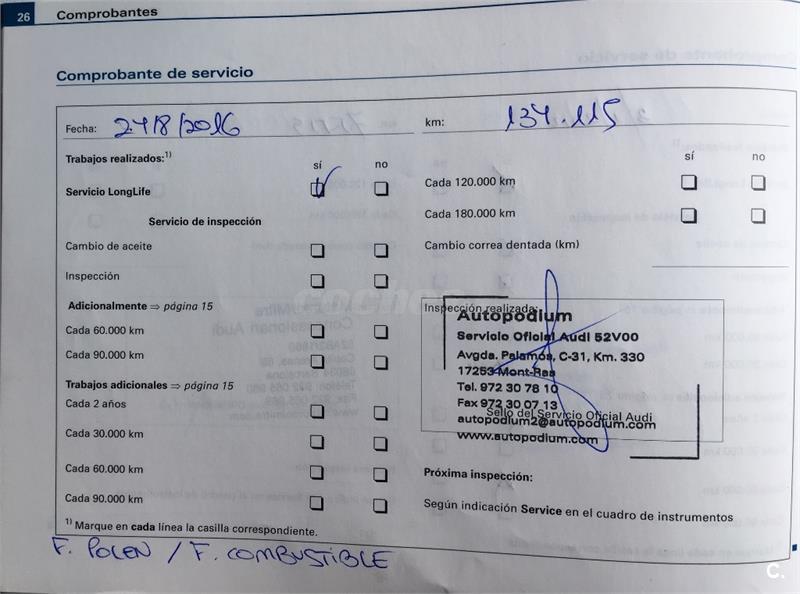 26 Comprobantes
Comprobante de servicio
Fecha: 24/8/2016 km: 134.115
Trabajos realizados:1)
sí no
Servicio LongLife
Servicio de inspección
Cambio de aceite
Inspección
Adicionalmente ⇒ página 15
Cada 60.000 km
Cada 90.000 km
Trabajos adicionales ⇒ página 15
Cada 2 años
Cada 30.000 km
Cada 60.000 km
Cada 90.000 km
1) Marque en cada línea la casilla correspondiente.
sí no
Cada 120.000 km
Cada 180.000 km
Cambio correa dentada (km)
Inspección realizada:
Autopodium
Servicio Oficial Audi 52V00
Avgda. Palamós, C-31, Km. 330
17253 Mont-Ras
Tel. 972 30 78 10
Fax 972 30 07 13
Sello del Servicio Oficial Audi
autopodium2@autopodium.com
www.autopodium.com
Próxima inspección:
Según indicación Service en el cuadro de instrumentos
F. POLEN / F. COMBUSTIBLE
coches
C.